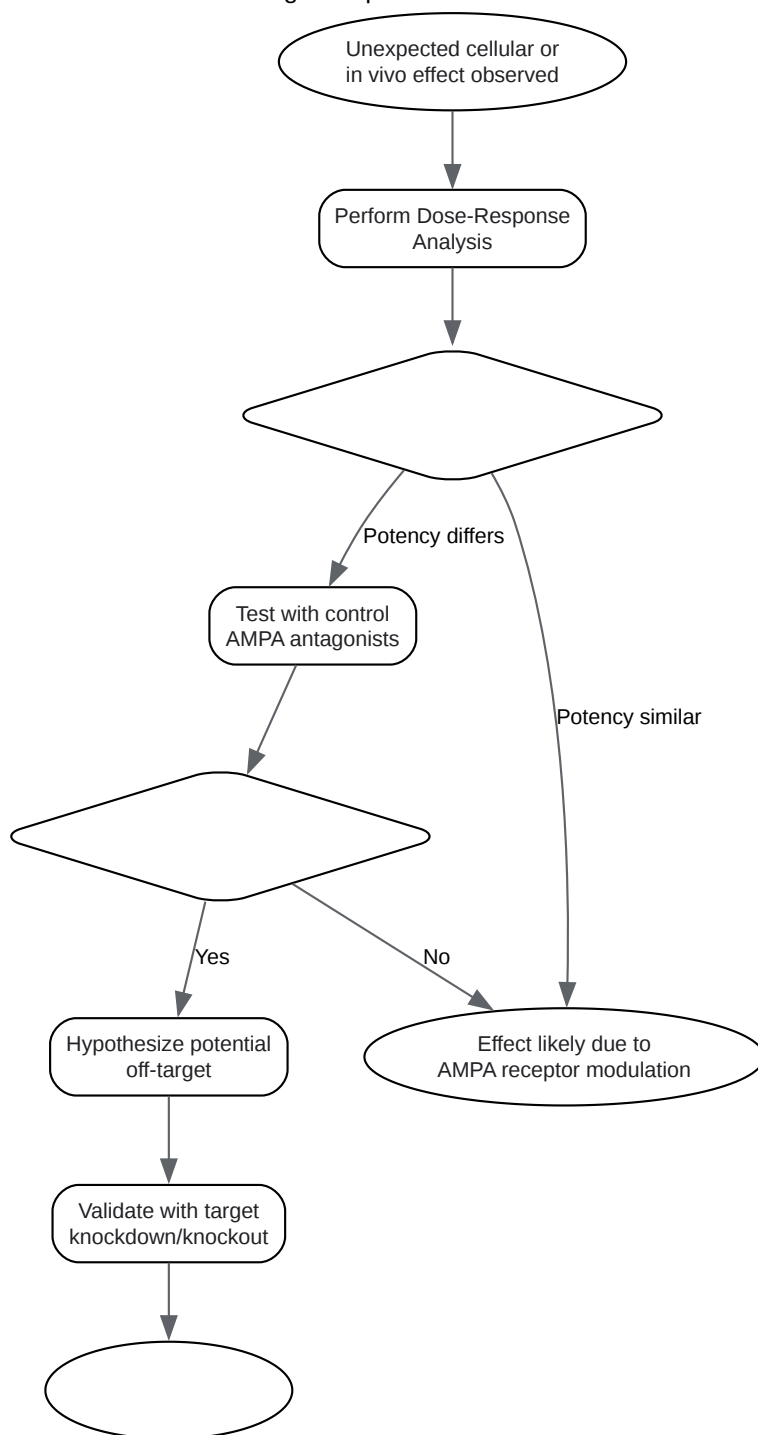 Unexpected cellular or
in vivo effect observed
Perform Dose-Response
Analysis
Potency differs
Test with control
AMPA antagonists
Potency similar
Yes
No
Hypothesize potential
off-target
Effect likely due to
AMPA receptor modulation
Validate with target
knockdown/knockout